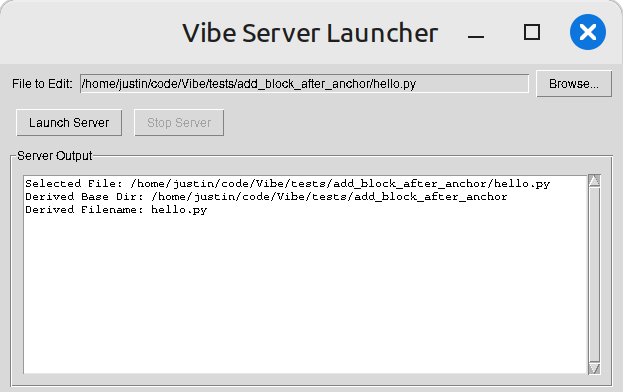 Vibe Server Launcher
File to Edit: /home/justin/code/Vibe/tests/add_block_after_anchor/hello.py Browse...
Launch Server Stop Server
Server Output
Selected File: /home/justin/code/Vibe/tests/add_block_after_anchor/hello.py
Derived Base Dir: /home/justin/code/Vibe/tests/add_block_after_anchor
Derived Filename: hello.py